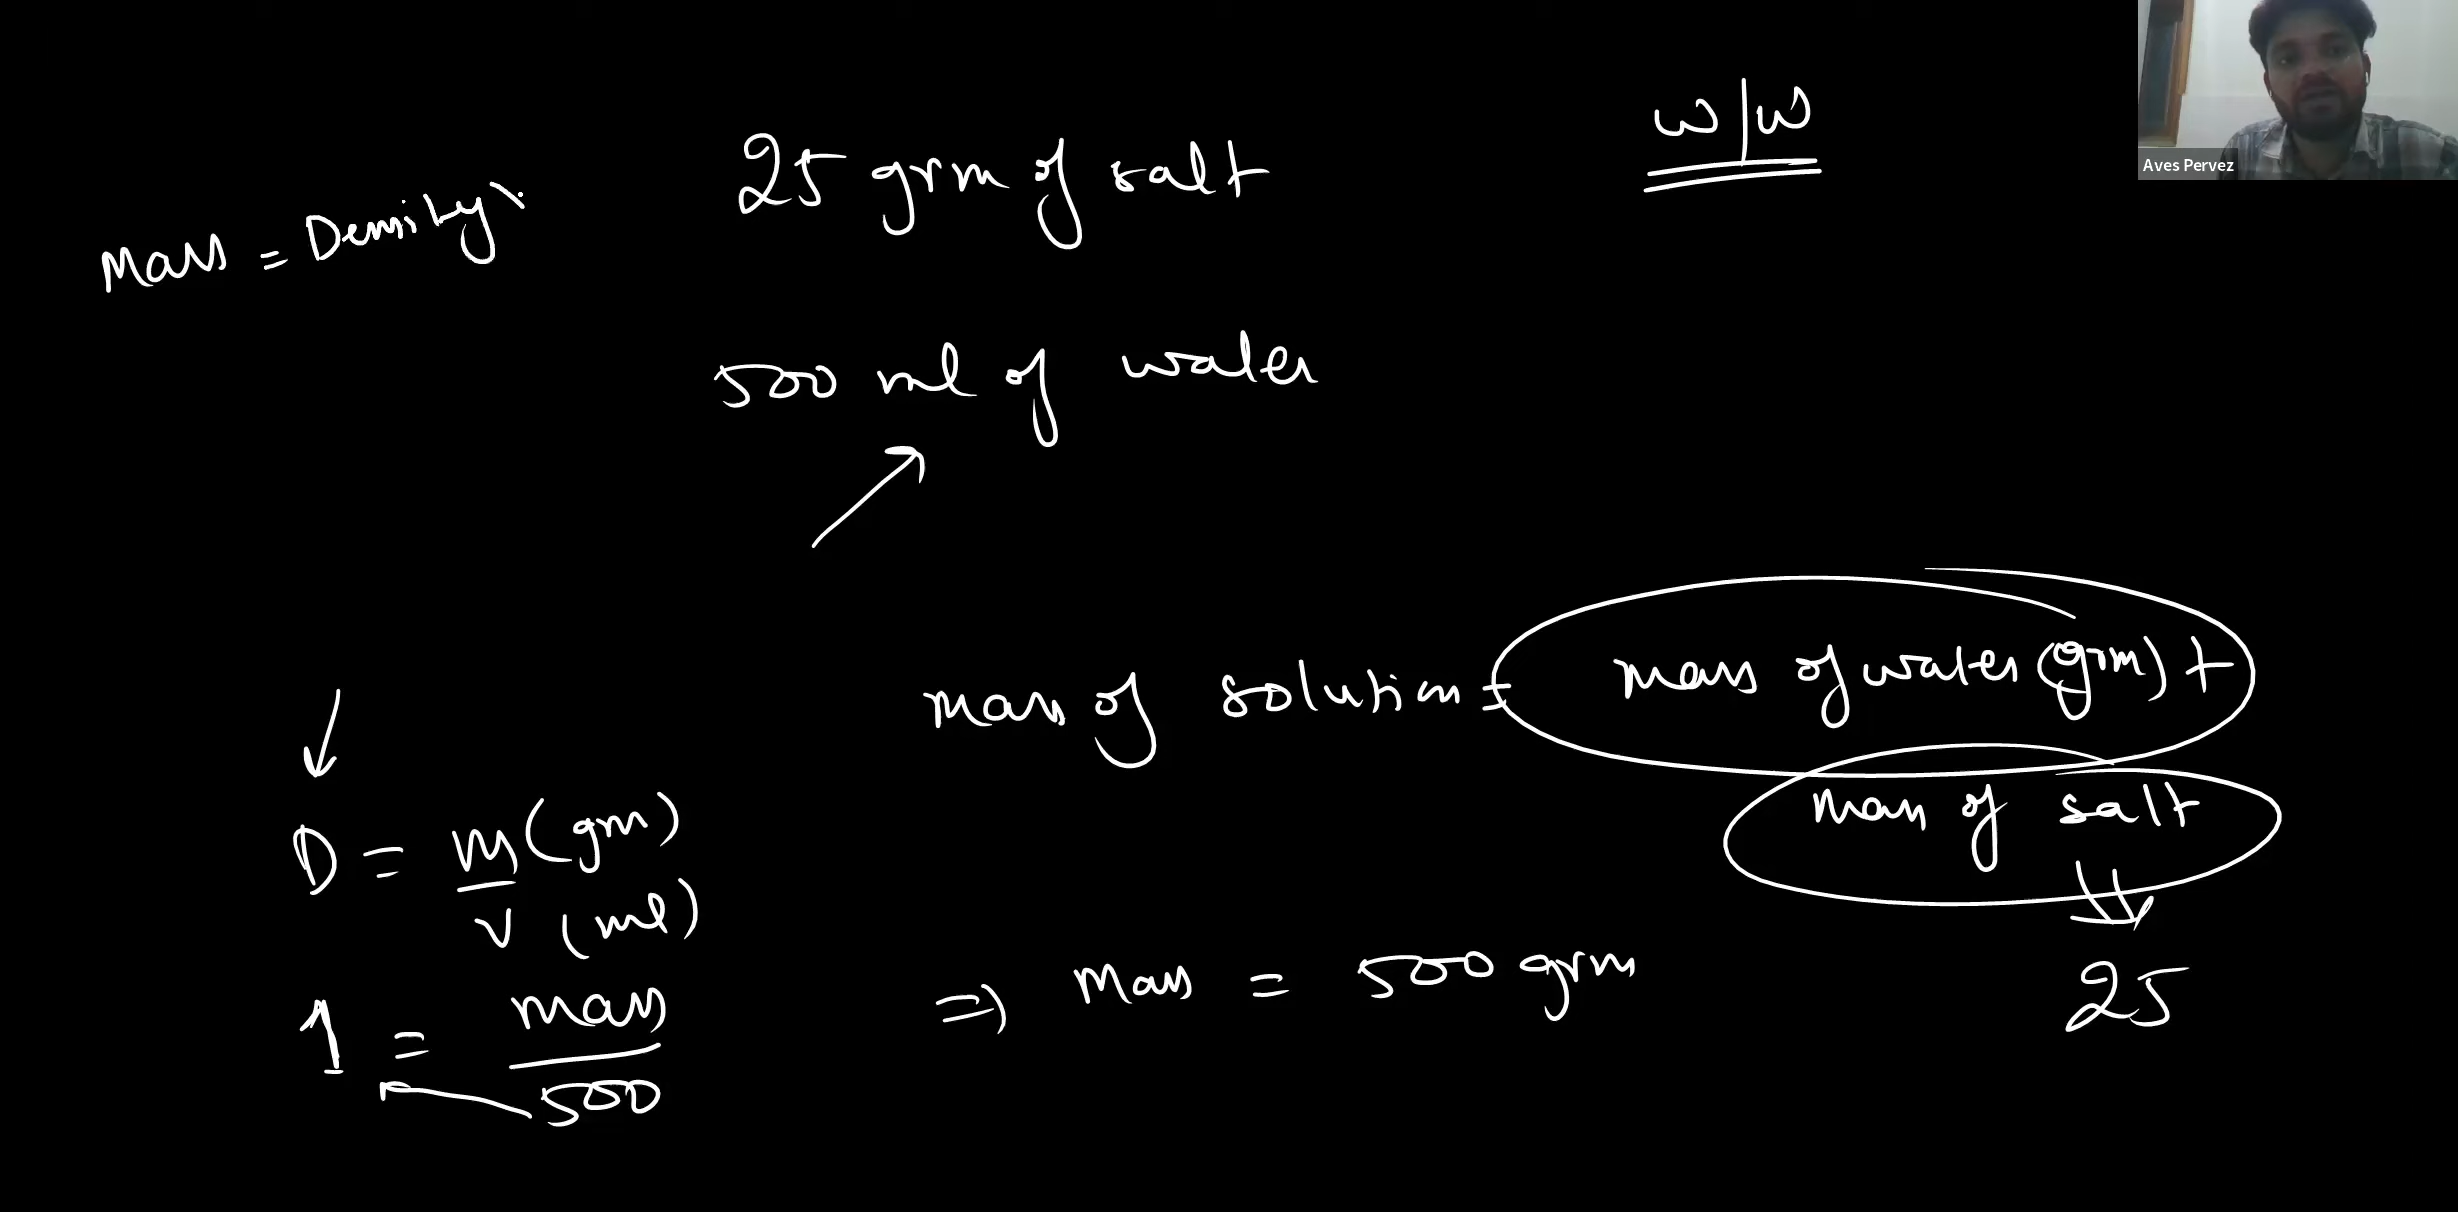 w/w
Aves Pervez
25 grm of salt
Mass = Density ×
500 ml of water
mass of solution = mass of water (grm) +
mass of salt
D = m (gm)
v (ml)
25
1 = mass
500
=> Mass = 500 grm